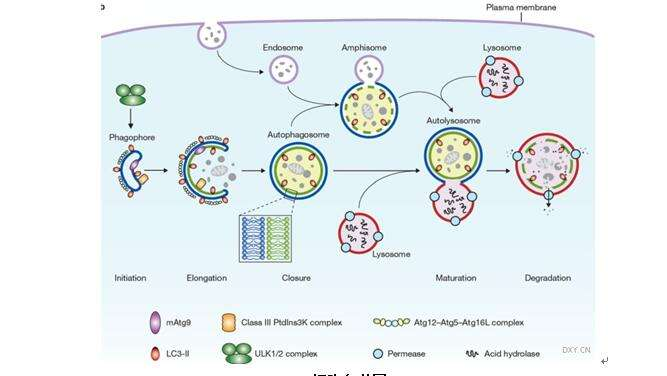 b
Plasma membrane
Endosome
Amphisome
Lysosome
Phagophore
Autophagosome
Autolysosome
Lysosome
Initiation
Elongation
Closure
Maturation
Degradation
mAtg9
Class III PtdIns3K complex
Atg12–Atg5–Atg16L complex
LC3-II
ULK1/2 complex
Permease
Acid hydrolase
DXY.CN